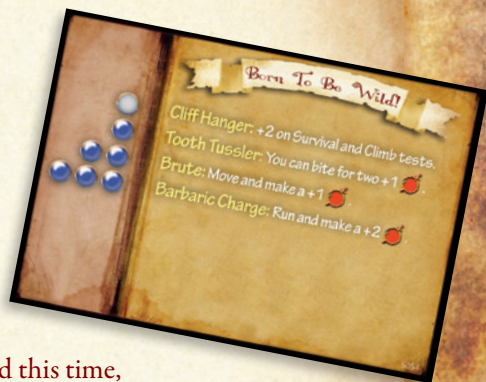 Born To Be Wild!
Cliff Hanger: +2 on Survival and Climb tests.
Tooth Tussler: You can bite for two +1 .
Brute: Move and make a +1 .
Barbaric Charge: Run and make a +2 .
d this time,